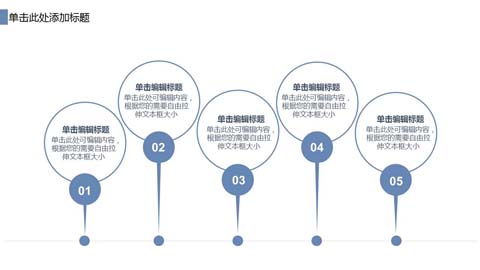 单击此处添加标题
单击编辑标题
单击此处可编辑内容，
根据您的需要自由拉
伸文本框大小
01
单击编辑标题
单击此处可编辑内容，
根据您的需要自由拉
伸文本框大小
02
单击编辑标题
单击此处可编辑内容，
根据您的需要自由拉
伸文本框大小
03
单击编辑标题
单击此处可编辑内容，
根据您的需要自由拉
伸文本框大小
04
单击编辑标题
单击此处可编辑内容，
根据您的需要自由拉
伸文本框大小
05